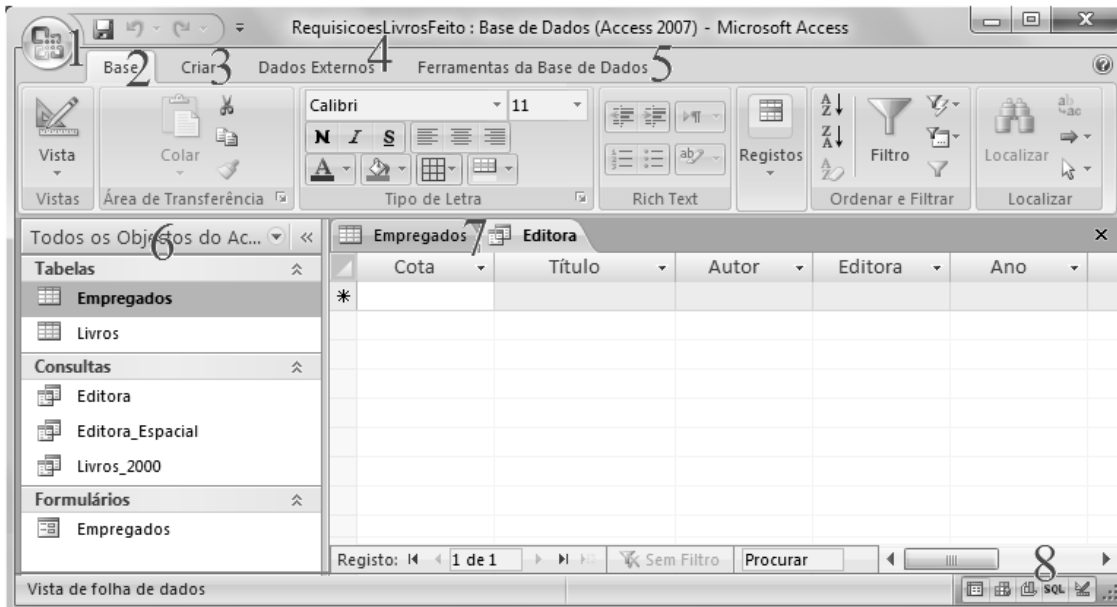 RequisicoesLivrosFeito : Base de Dados (Access 2007) - Microsoft Access
1
Base 2 Criar 3 Dados Externos 4 Ferramentas da Base de Dados 5
Calibri 11
N I S
A
Vista Colar Registos Filtro Localizar
Vistas Área de Transferência Tipo de Letra Rich Text Ordenar e Filtrar Localizar
Todos os Objectos do Ac... 6 «
Empregados 7 Editora
Tabelas
Cota Título Autor Editora Ano
Empregados
Livros
Consultas
Editora
Editora_Espacial
Livros_2000
Formulários
Empregados
Registo: 1 de 1 Sem Filtro Procurar
8
Vista de folha de dados SQL